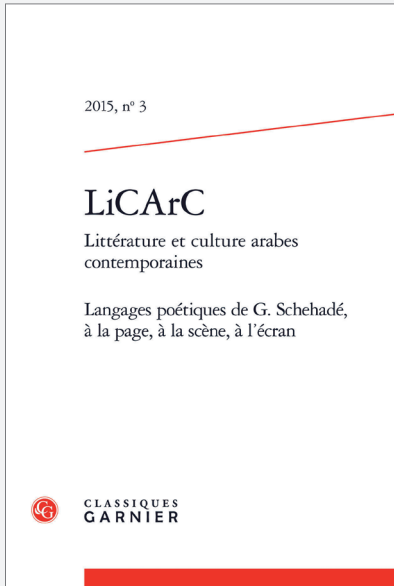 2015, nº 3
LiCArC
Littérature et culture arabes
contemporaines
Langages poétiques de G. Schehadé,
à la page, à la scène, à l'écran
CG
CLASSIQUES
GARNIER